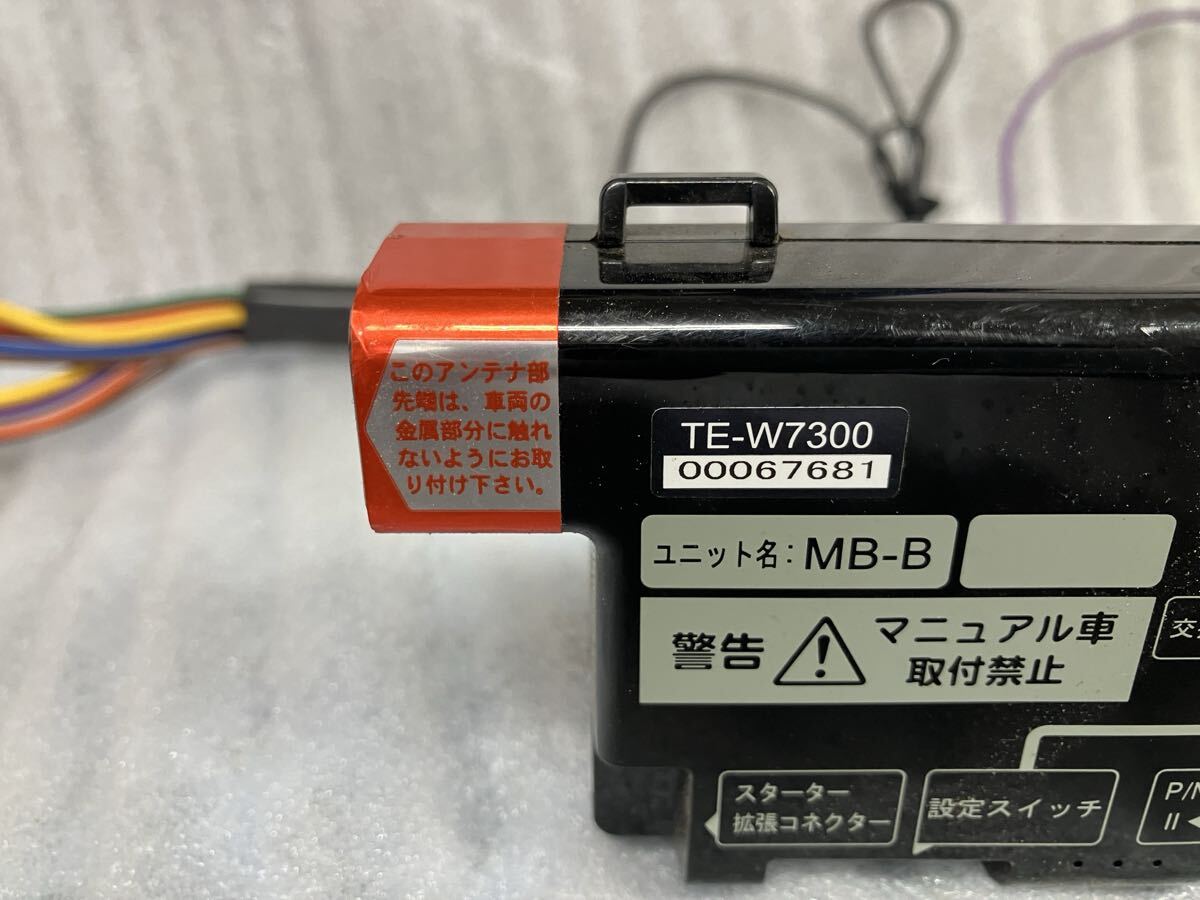 このアンテナ部
先端は、車両の
金属部分に触れ
ないようにお取
り付け下さい。
TE-W7300
00067681
ユニット名：MB-B
警告
マニュアル車
取付禁止
交
スターター
拡張コネクター
設定スイッチ
P/N
II